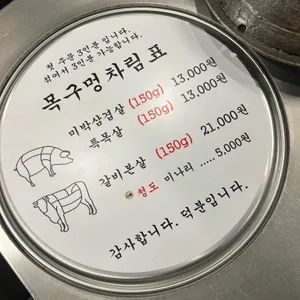 첫 주문 3인분 입니다.
섞어서 3인분 가능합니다.
목구멍차림표
미박삼겹살 (150g) 13.000원
특목살 (150g) 13.000원
갈비본살 (150g) 21.000원
청도 미나리 ..... 5,000원
감사합니다. 덕분입니다.